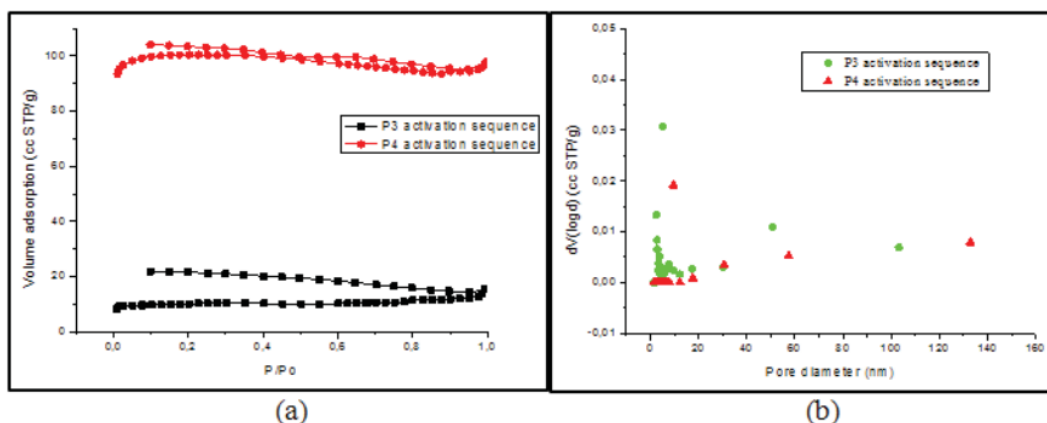 Volume adsorption (cc STP/g)
100
80
60
40
20
0
0,0 0,2 0,4 0,6 0,8 1,0
P/Po
P3 activation sequence
P4 activation sequence
(a)
dV(logd) (cc STP/g)
0,05
0,04
0,03
0,02
0,01
0,00
-0,01
0 20 40 60 80 100 120 140 160
Pore diameter (nm)
P3 activation sequence
P4 activation sequence
(b)